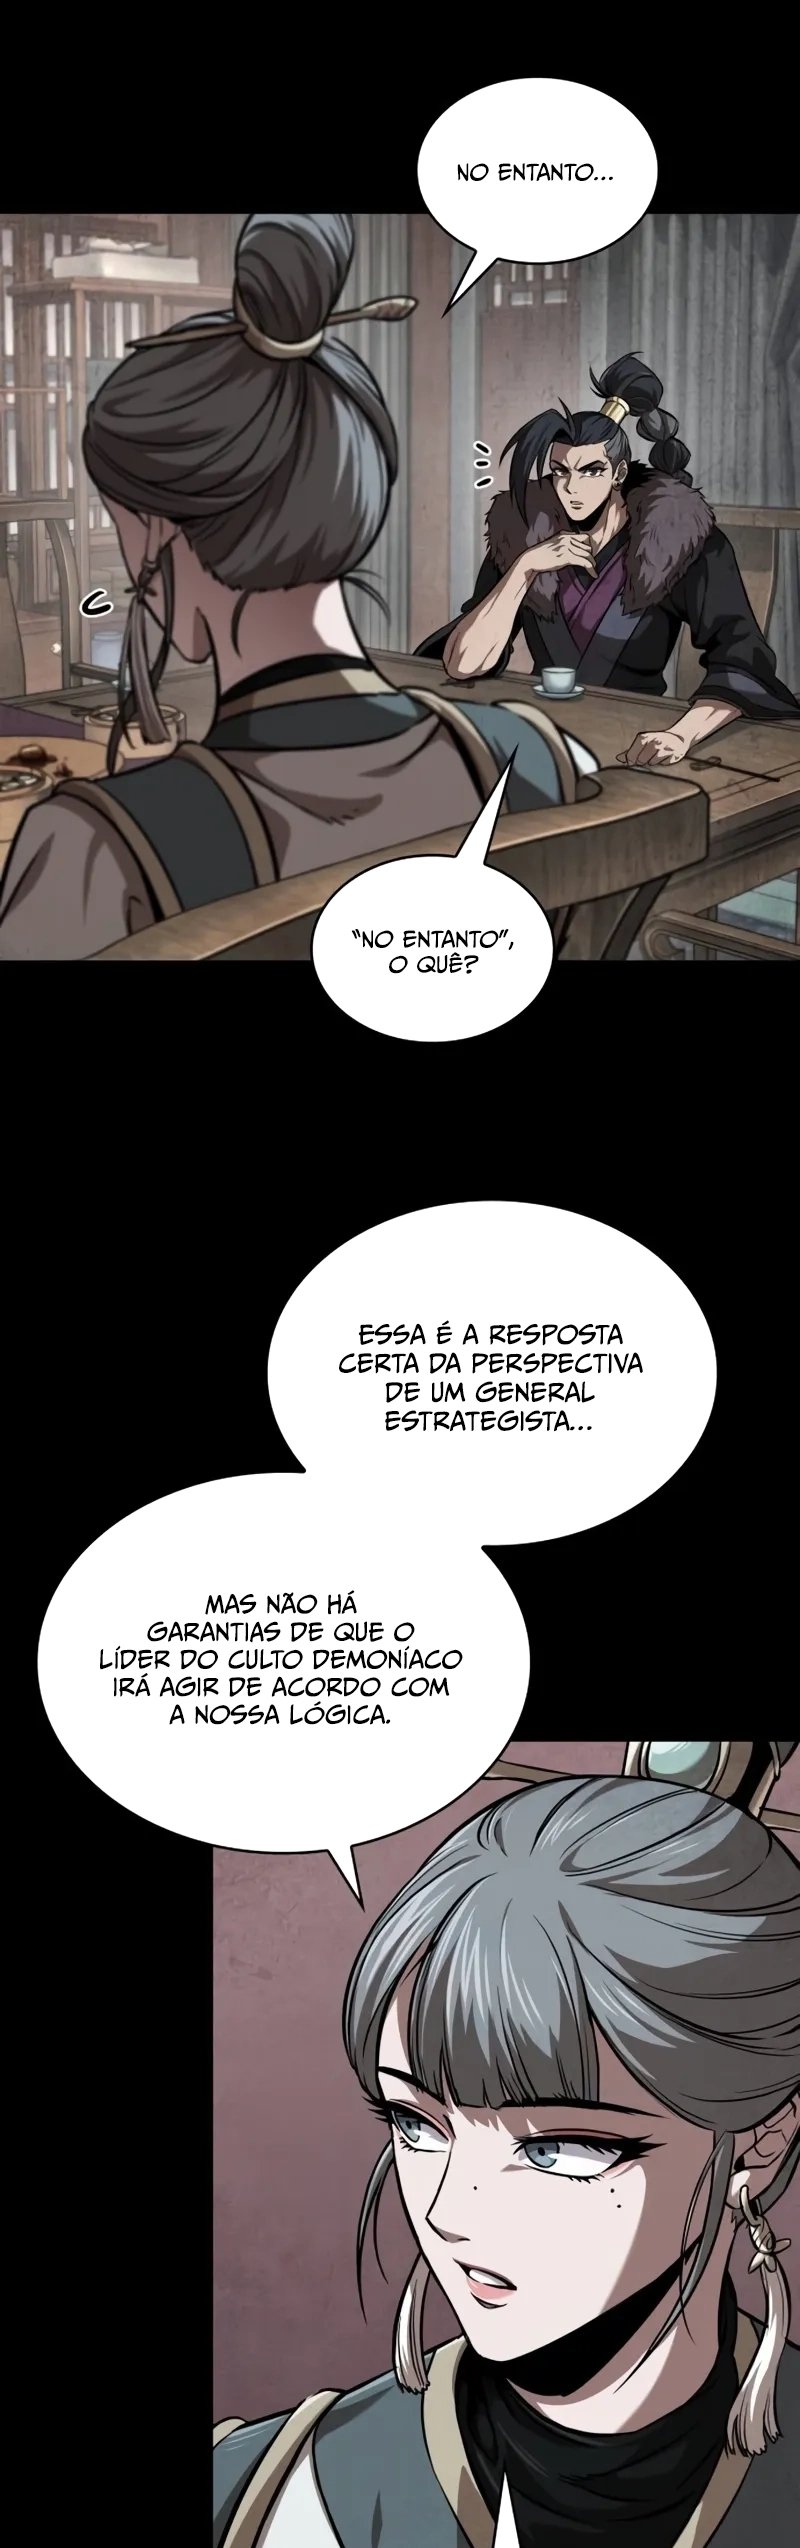 NO ENTANTO...
“NO ENTANTO”,
O QUÊ?
ESSA É A RESPOSTA
CERTA DA PERSPECTIVA
DE UM GENERAL
ESTRATEGISTA...
MAS NÃO HÁ
GARANTIAS DE QUE O
LÍDER DO CULTO DEMONÍACO
IRÁ AGIR DE ACORDO COM
A NOSSA LÓGICA.